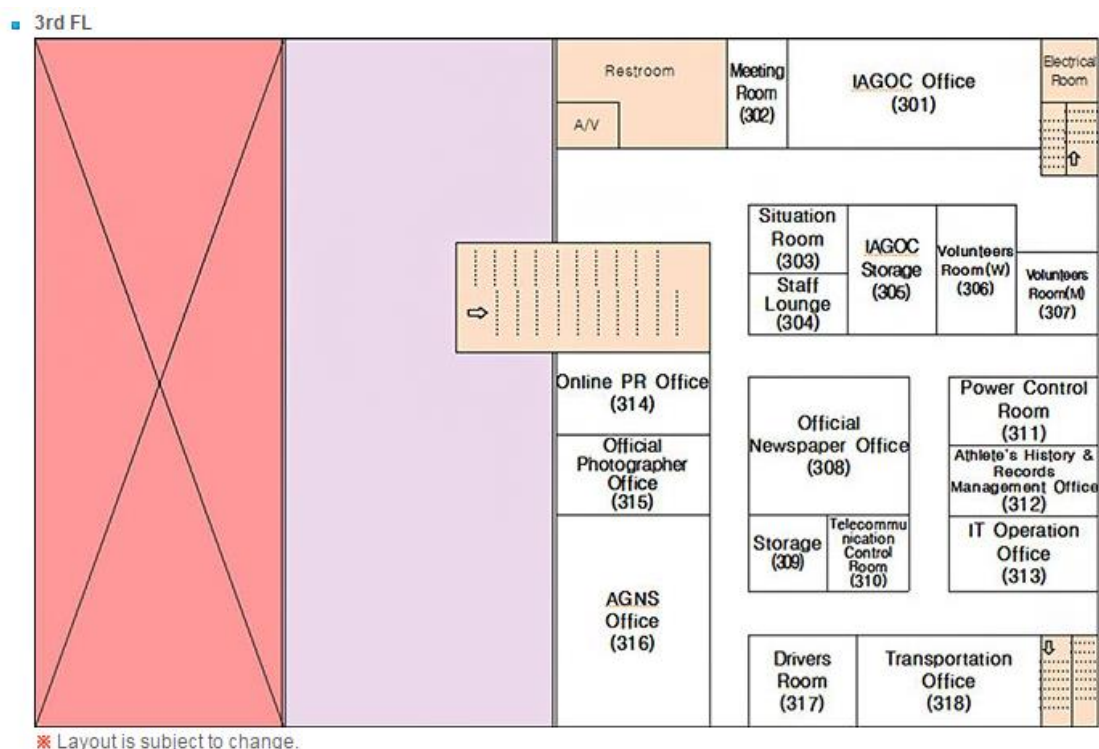 3rd FL
Restroom
A/V
Meeting
Room
(302)
IAGOC Office
(301)
Electrical
Room
Situation
Room
(303)
Staff
Lounge
(304)
IAGOC
Storage
(305)
Volunteers
Room(W)
(306)
Volunteers
Room(M)
(307)
Online PR Office
(314)
Official
Photographer
Office
(315)
AGNS
Office
(316)
Official
Newspaper Office
(308)
Storage
(309)
Telecommu
nication
Control
Room
(310)
Power Control
Room
(311)
Athlete's History &
Records
Management Office
(312)
IT Operation
Office
(313)
Drivers
Room
(317)
Transportation
Office
(318)
※ Layout is subject to change.